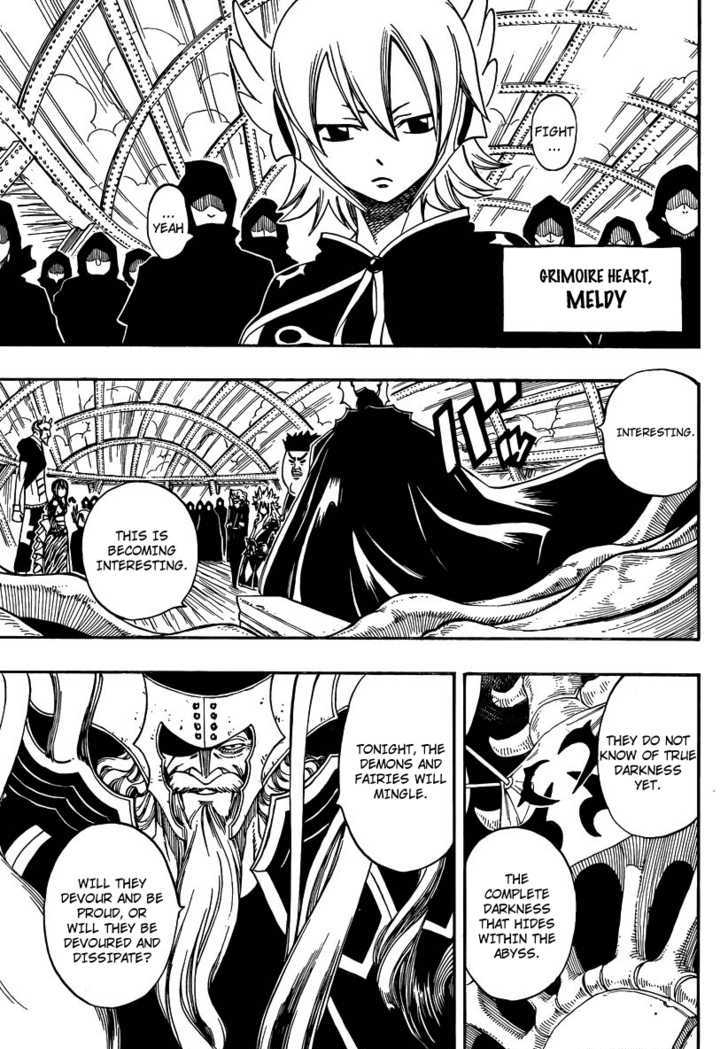 FIGHT
...
...
YEAH
GRIMOIRE HEART,
MELDY
INTERESTING.
THIS IS
BECOMING
INTERESTING.
THEY DO NOT
KNOW OF TRUE
DARKNESS
YET.
THE
COMPLETE
DARKNESS
THAT HIDES
WITHIN THE
ABYSS.
TONIGHT, THE
DEMONS AND
FAIRIES WILL
MINGLE.
WILL THEY
DEVOUR AND BE
PROUD, OR
WILL THEY BE
DEVOURED AND
DISSIPATE?